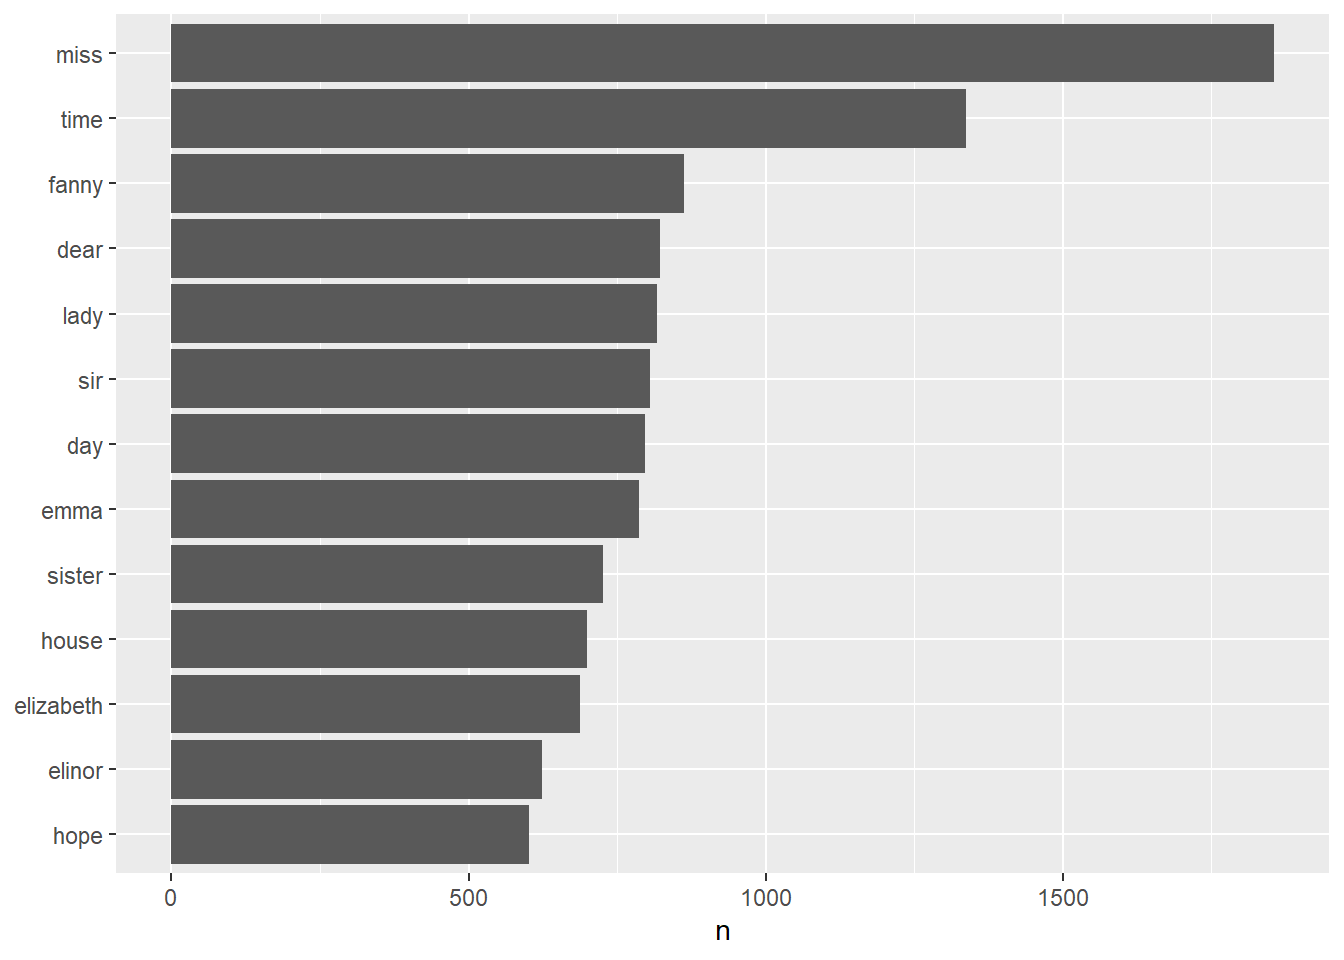 miss
time
fanny
dear
lady
sir
day
emma
sister
house
elizabeth
elinor
hope
0 500 1000 1500
n